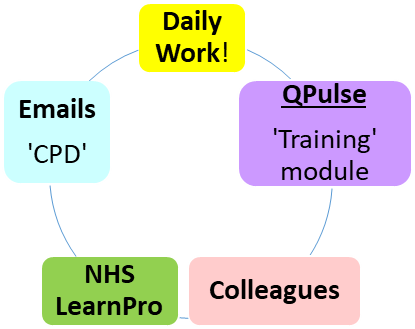 Daily
Work!
QPulse
'Training'
module
Colleagues
NHS
LearnPro
Emails
'CPD'